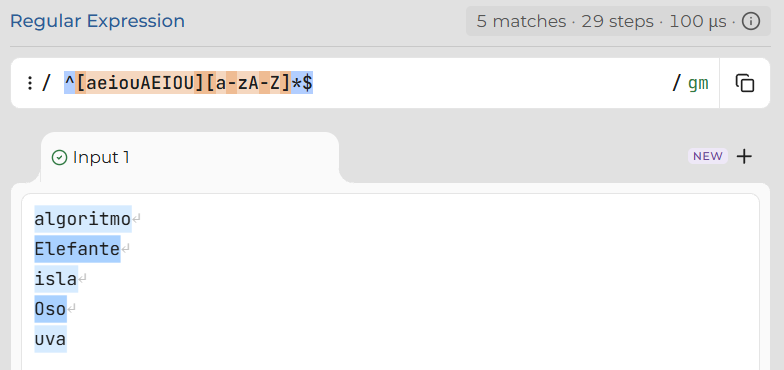 Regular Expression
5 matches · 29 steps · 100 µs ·
/ ^[aeiouAEIOU][a-zA-Z]*$ / gm
Input 1
NEW +
algoritmo↵
Elefante↵
isla↵
Oso↵
uva